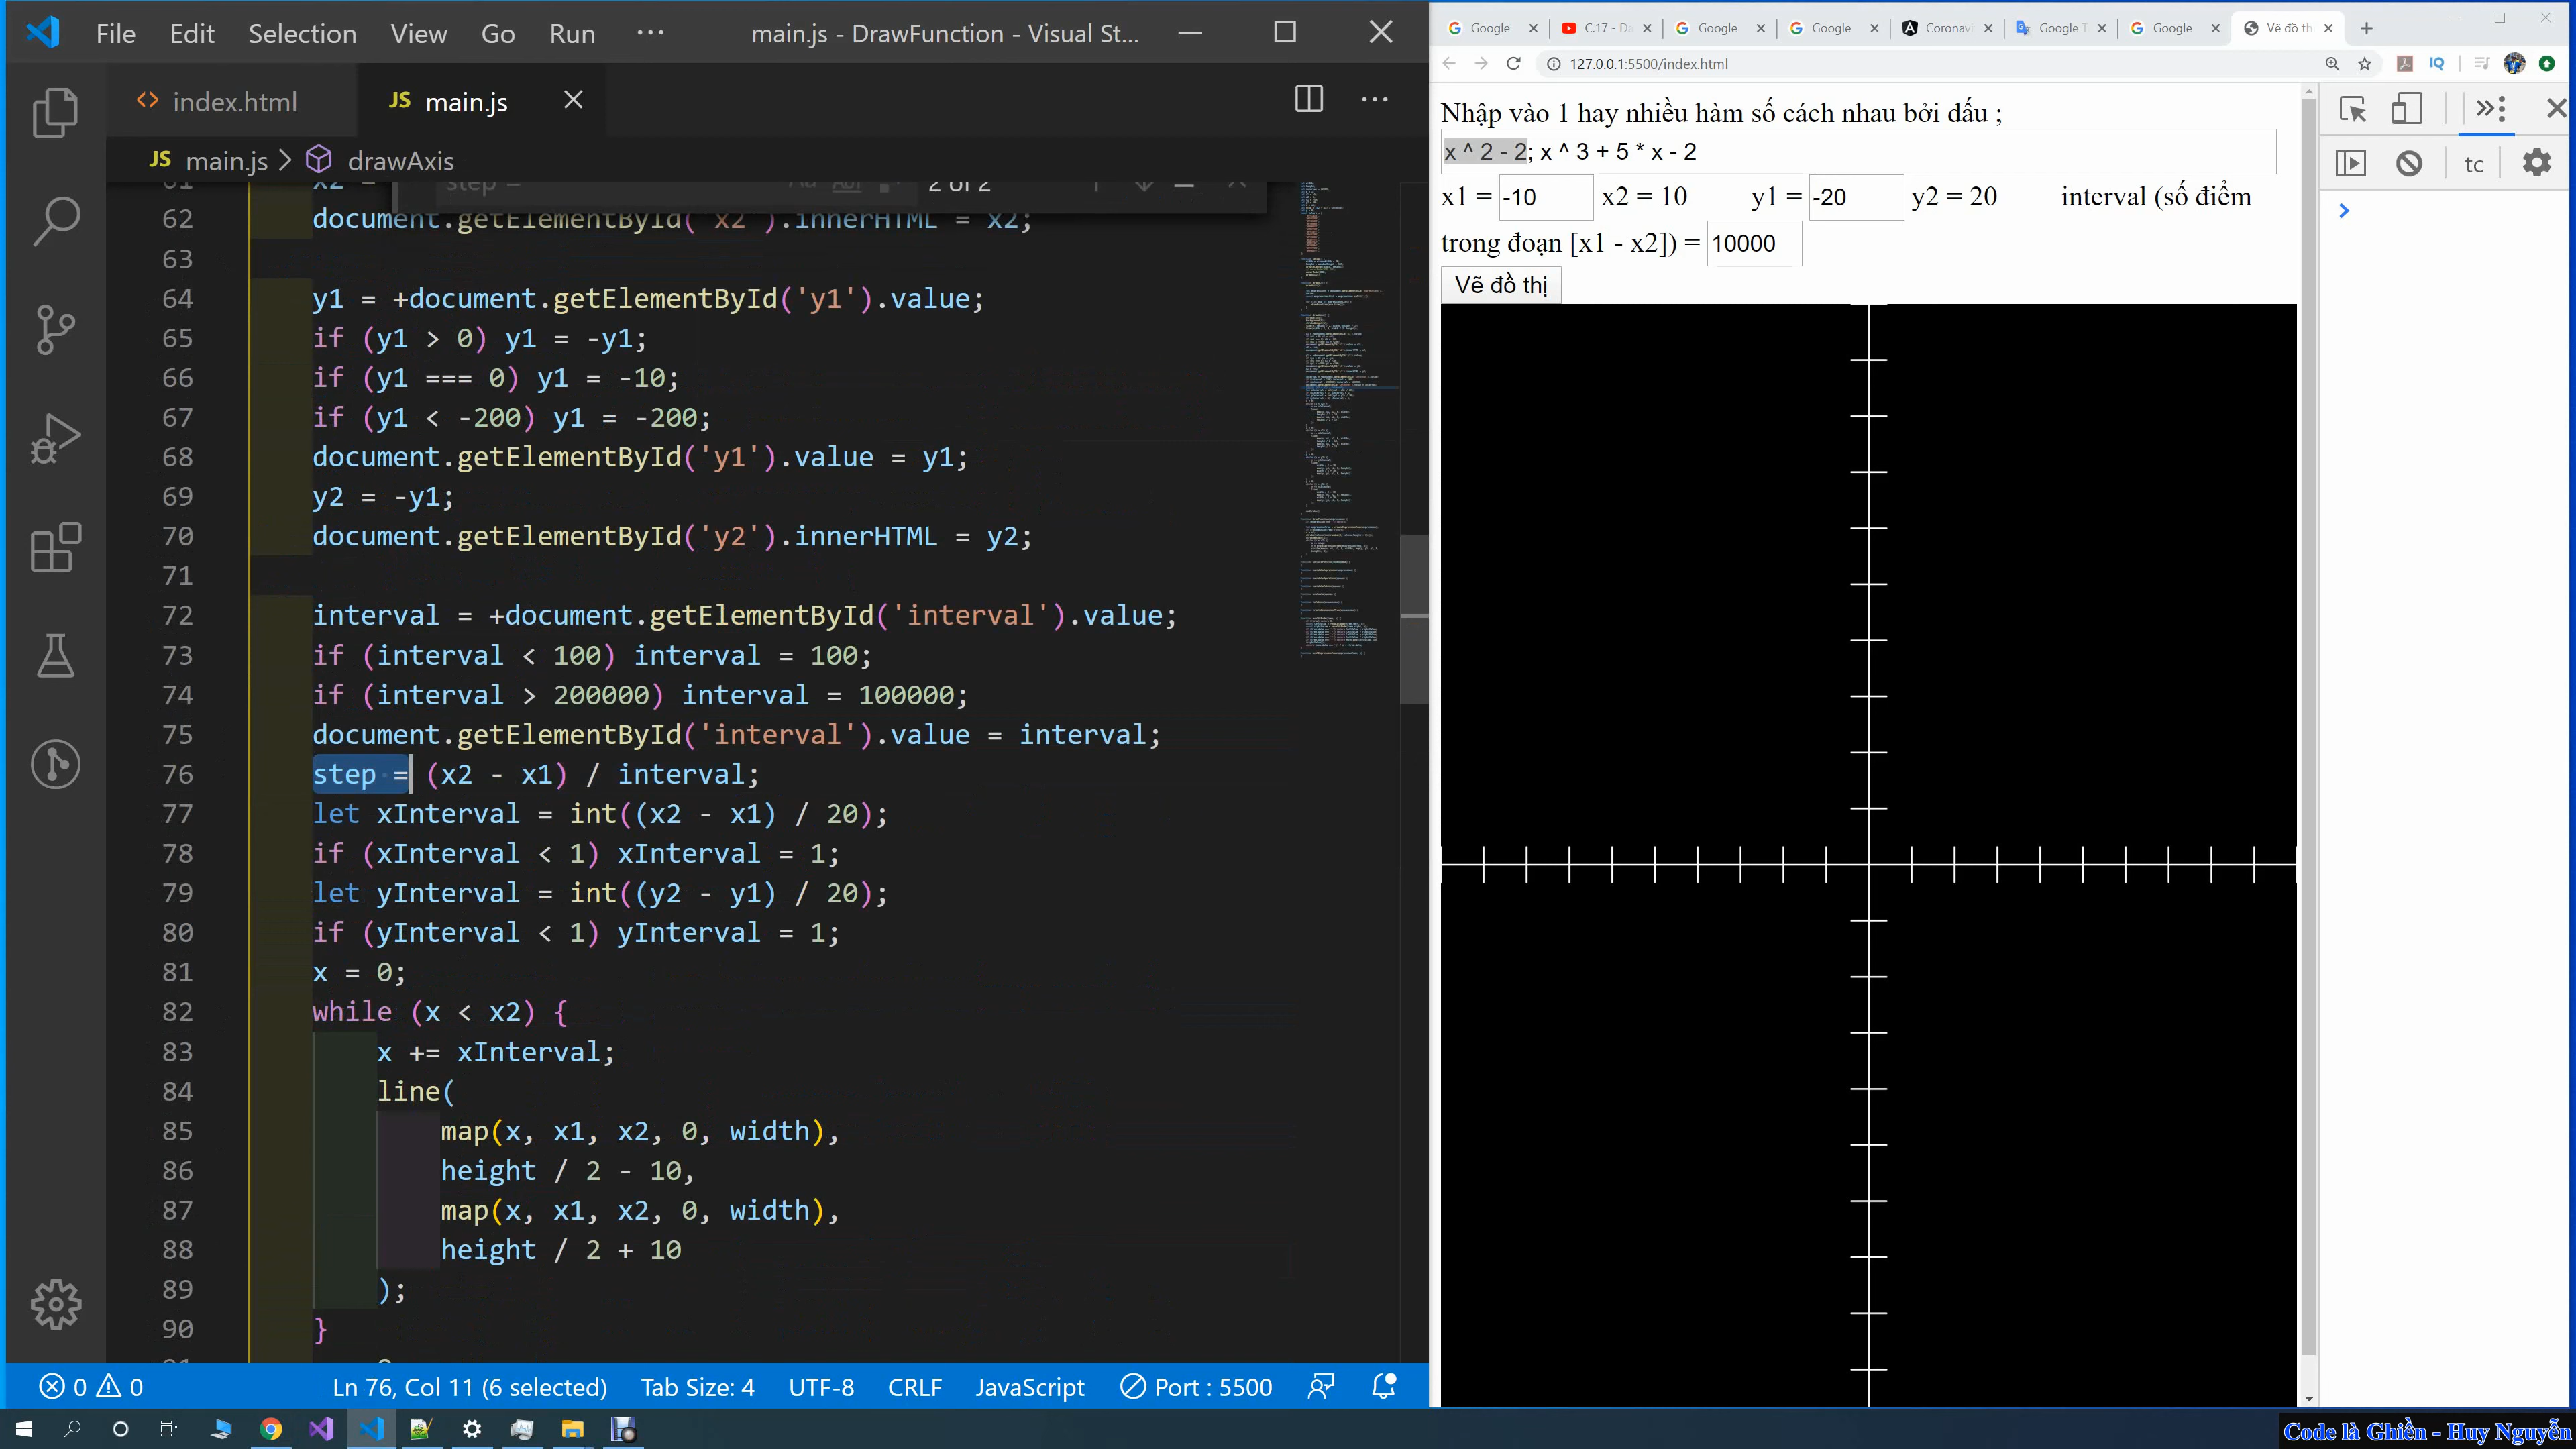 File Edit Selection View Go Run ··· main.js - DrawFunction - Visual St...
index.html JS main.js
JS main.js > drawAxis
step = 2 of 2
62 document.getElementById('x2').innerHTML = x2;
63
64 y1 = +document.getElementById('y1').value;
65 if (y1 > 0) y1 = -y1;
66 if (y1 === 0) y1 = -10;
67 if (y1 < -200) y1 = -200;
68 document.getElementById('y1').value = y1;
69 y2 = -y1;
70 document.getElementById('y2').innerHTML = y2;
71
72 interval = +document.getElementById('interval').value;
73 if (interval < 100) interval = 100;
74 if (interval > 200000) interval = 100000;
75 document.getElementById('interval').value = interval;
76 step = (x2 - x1) / interval;
77 let xInterval = int((x2 - x1) / 20);
78 if (xInterval < 1) xInterval = 1;
79 let yInterval = int((y2 - y1) / 20);
80 if (yInterval < 1) yInterval = 1;
81 x = 0;
82 while (x < x2) {
83 x += xInterval;
84 line(
85 map(x, x1, x2, 0, width),
86 height / 2 - 10,
87 map(x, x1, x2, 0, width),
88 height / 2 + 10
89 );
90 }
0 0 Ln 76, Col 11 (6 selected) Tab Size: 4 UTF-8 CRLF JavaScript Port : 5500
Google C.17 - Google Google Corona Google Google Vẽ đồ
127.0.0.1:5500/index.html IQ
Nhập vào 1 hay nhiều hàm số cách nhau bởi dấu ;
x ^ 2 - 2; x ^ 3 + 5 * x - 2
x1 = -10 x2 = 10 y1 = -20 y2 = 20 interval (số điểm
trong đoạn [x1 - x2]) = 10000
Vẽ đồ thị
tc
Code là Ghiền - Huy Nguyễn